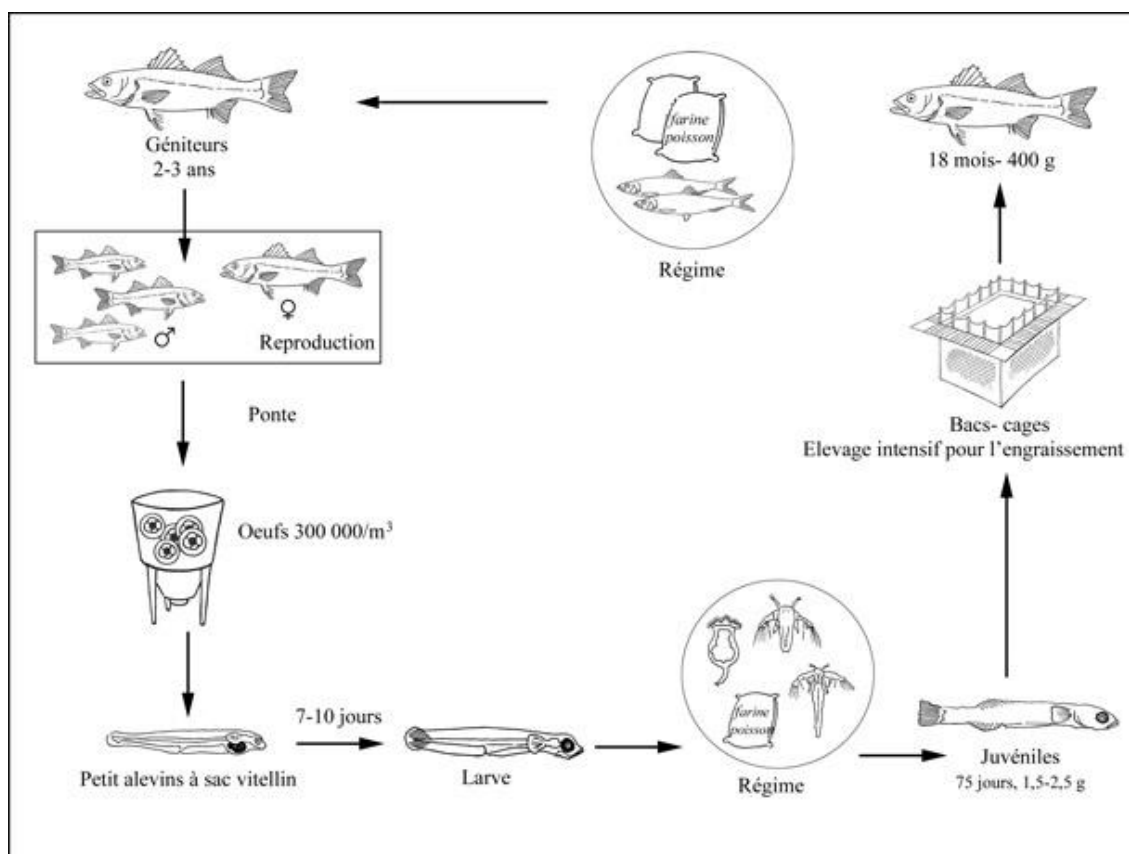 Géniteurs
2-3 ans
farine
poisson
Régime
18 mois- 400 g
♂
♀
Reproduction
Ponte
Bacs- cages
Elevage intensif pour l'engraissement
Oeufs 300 000/m³
7-10 jours
Petit alevins à sac vitellin
Larve
farine
poisson
Régime
Juvéniles
75 jours, 1,5-2,5 g